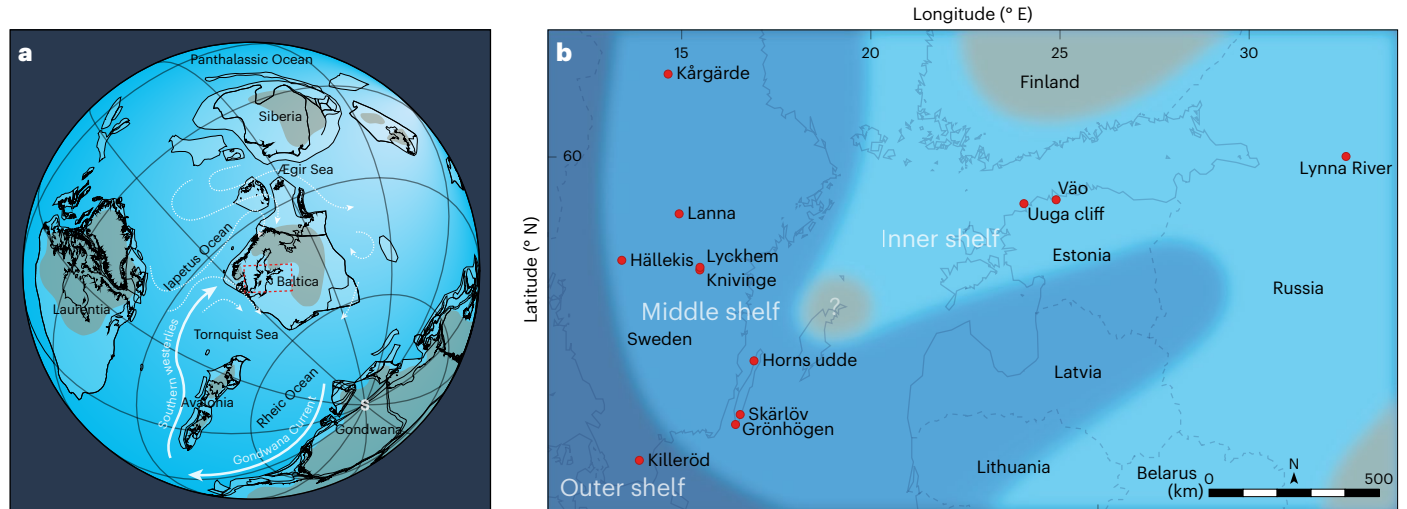 a
Panthalassic Ocean
Siberia
Ægir Sea
Iapetus Ocean
Baltica
Laurentia
Tornquist Sea
Southern westerlies
Avalonia
Rheic Ocean
Gondwana Current
S
Gondwana
Longitude (° E)
b
15
20
25
30
Kårgärde
Finland
60
Lynna River
Väo
Uuga cliff
Lanna
Inner shelf
Hällekis
Lyckhem
Knivinge
Estonia
Latitude (° N)
Russia
Middle shelf
?
Sweden
Horns udde
Latvia
Skärlöv
Grönhögen
Killeröd
Lithuania
Belarus
Outer shelf
0
N
500
(km)